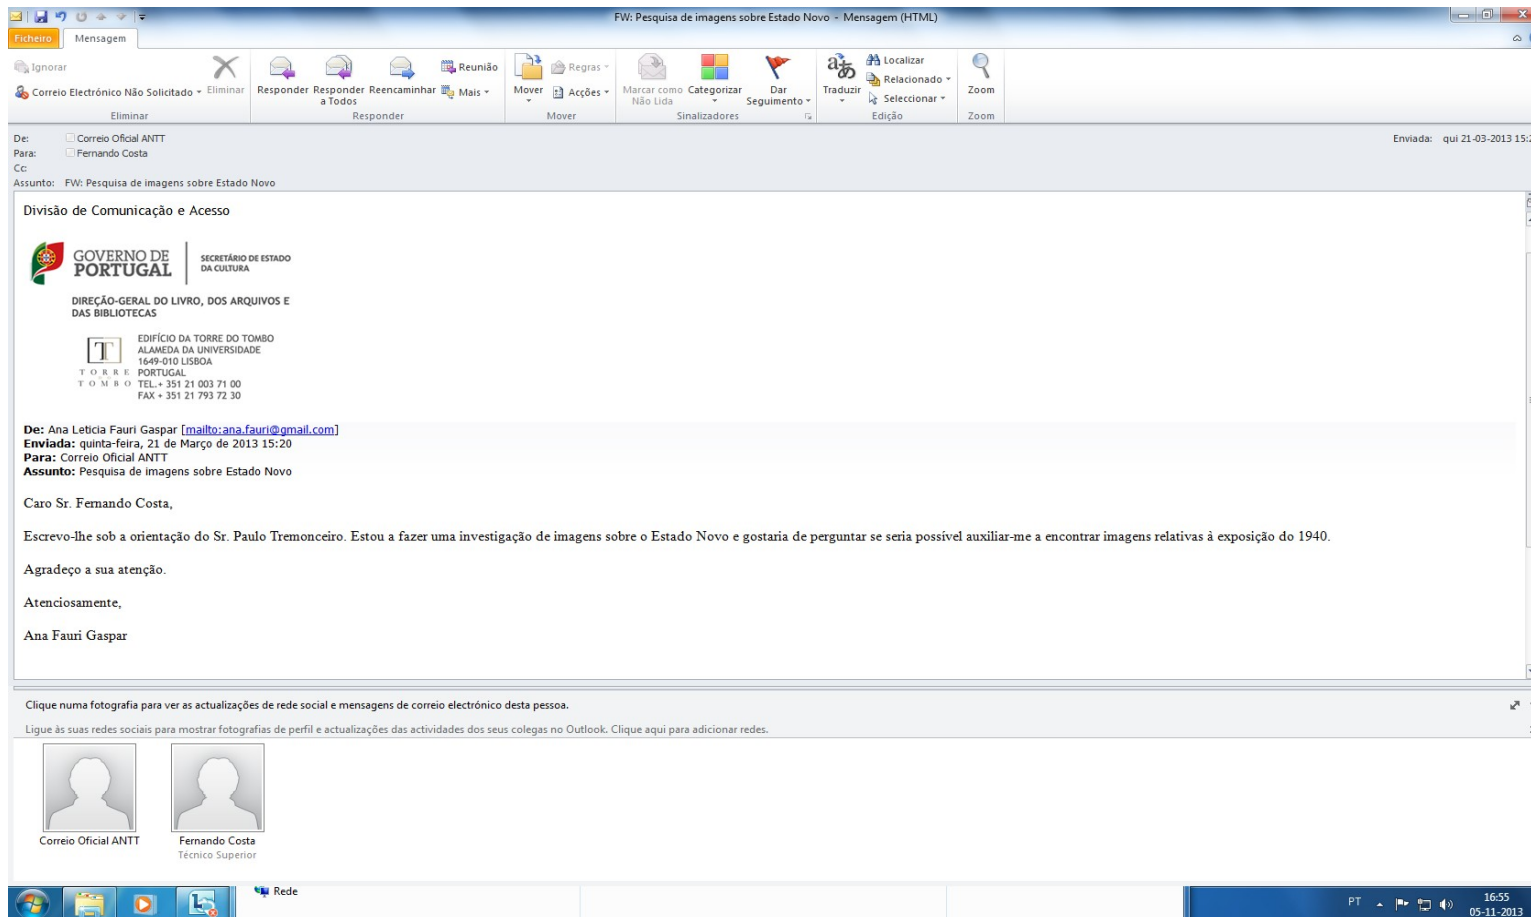 FW: Pesquisa de imagens sobre Estado Novo - Mensagem (HTML)
Ficheiro Mensagem
Ignorar
Correio Electrónico Não Solicitado
Eliminar
Responder
Responder a Todos
Reencaminhar
Reunião
Mais
Mover
Regras
Acções
Marcar como Não Lida
Categorizar
Dar Seguimento
Traduzir
Localizar
Relacionado
Seleccionar
Zoom
Eliminar Responder Mover Sinalizadores Edição Zoom
De: Correio Oficial ANTT
Enviada: qui 21-03-2013 15:2
Para: Fernando Costa
Cc:
Assunto: FW: Pesquisa de imagens sobre Estado Novo
Divisão de Comunicação e Acesso
GOVERNO DE
PORTUGAL
SECRETÁRIO DE ESTADO
DA CULTURA
DIREÇÃO-GERAL DO LIVRO, DOS ARQUIVOS E
DAS BIBLIOTECAS
T
TORRE
DO
TOMBO
EDIFÍCIO DA TORRE DO TOMBO
ALAMEDA DA UNIVERSIDADE
1649-010 LISBOA
PORTUGAL
TEL.+ 351 21 003 71 00
FAX + 351 21 793 72 30
De: Ana Leticia Fauri Gaspar [mailto:ana.fauri@gmail.com]
Enviada: quinta-feira, 21 de Março de 2013 15:20
Para: Correio Oficial ANTT
Assunto: Pesquisa de imagens sobre Estado Novo
Caro Sr. Fernando Costa,
Escrevo-lhe sob a orientação do Sr. Paulo Tremonceiro. Estou a fazer uma investigação de imagens sobre o Estado Novo e gostaria de perguntar se seria possível auxiliar-me a encontrar imagens relativas à exposição do 1940.
Agradeço a sua atenção.
Atenciosamente,
Ana Fauri Gaspar
Clique numa fotografia para ver as actualizações de rede social e mensagens de correio electrónico desta pessoa.
Ligue às suas redes sociais para mostrar fotografias de perfil e actualizações das actividades dos seus colegas no Outlook. Clique aqui para adicionar redes.
Correio Oficial ANTT
Fernando Costa
Técnico Superior
Rede
PT
16:55
05-11-2013